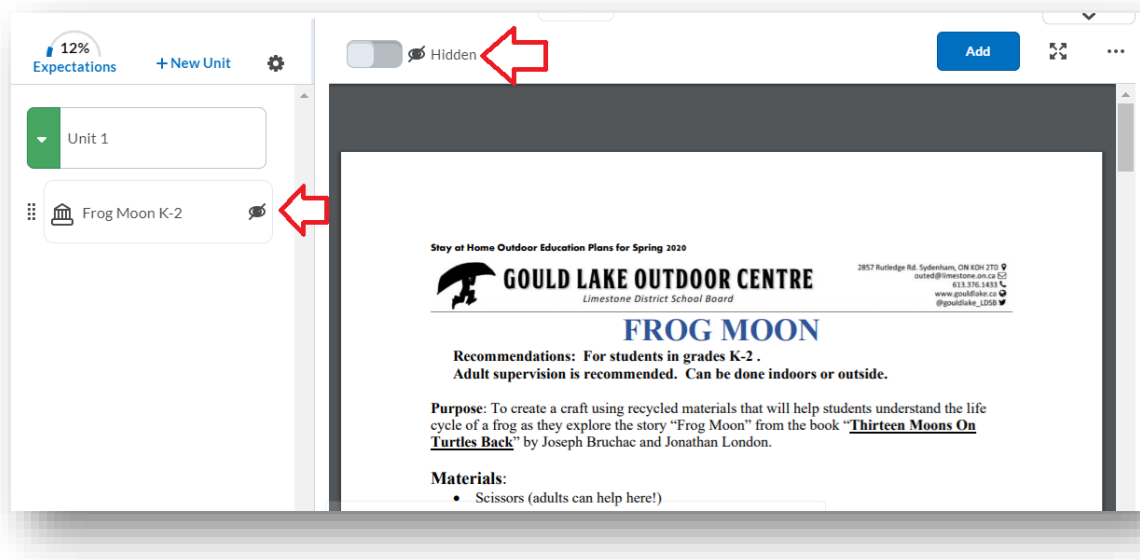 12%
Expectations
+ New Unit
Unit 1
Frog Moon K-2
Hidden
Add
Stay at Home Outdoor Education Plans for Spring 2020
GOULD LAKE OUTDOOR CENTRE
Limestone District School Board
2857 Rutledge Rd. Sydenham, ON K0H 2T0
outed@limestone.on.ca
613.376.1433
www.gouldlake.ca
@gouldlake_LDSB
FROG MOON
Recommendations: For students in grades K-2 .
Adult supervision is recommended. Can be done indoors or outside.
Purpose: To create a craft using recycled materials that will help students understand the life
cycle of a frog as they explore the story “Frog Moon” from the book “Thirteen Moons On
Turtles Back” by Joseph Bruchac and Jonathan London.
Materials:
• Scissors (adults can help here!)